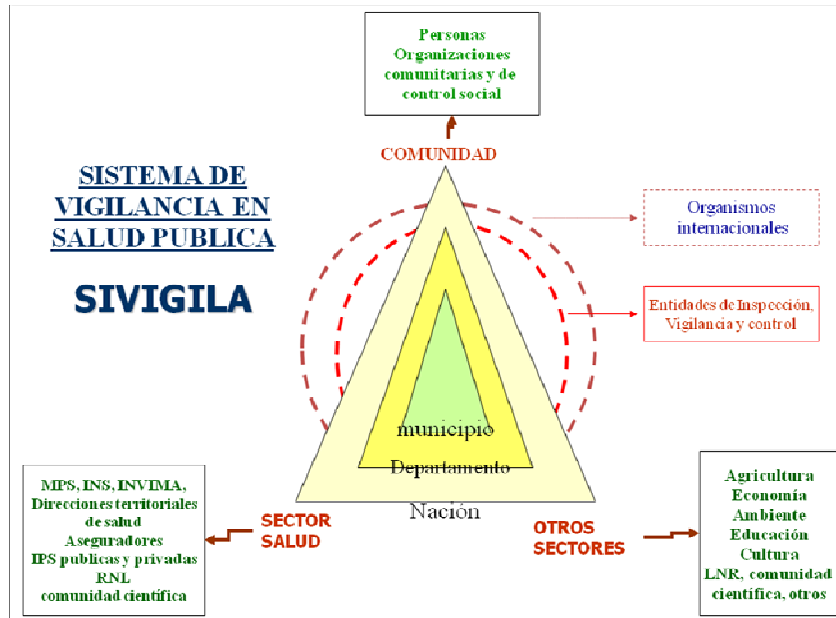 Personas
Organizaciones
comunitarias y de
control social
COMUNIDAD
SISTEMA DE
VIGILANCIA EN
SALUD PUBLICA
SIVIGILA
Organismos
internacionales
Entidades de Inspección,
Vigilancia y control
municipio
Departamento
Nación
MPS, INS, INVIMA,
Direcciones territoriales
de salud
Aseguradores
IPS publicas y privadas
RNL
comunidad científica
SECTOR
SALUD
OTROS
SECTORES
Agricultura
Economía
Ambiente
Educación
Cultura
LNR, comunidad
científica, otros